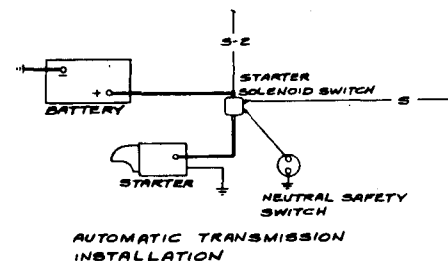 S-2
STARTER
SOLENOID SWITCH
-
+
BATTERY
S
STARTER
NEUTRAL SAFETY
SWITCH
AUTOMATIC TRANSMISSION
INSTALLATION